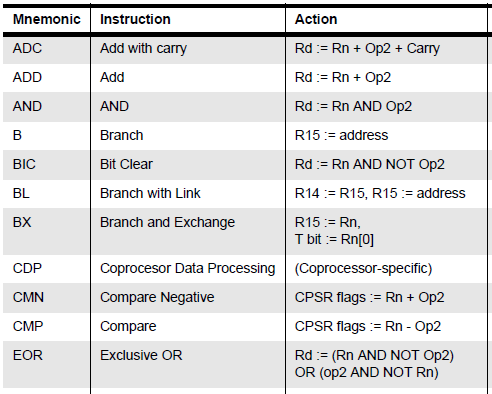 Mnemonic Instruction Action
ADC Add with carry Rd := Rn + Op2 + Carry
ADD Add Rd := Rn + Op2
AND AND Rd := Rn AND Op2
B Branch R15 := address
BIC Bit Clear Rd := Rn AND NOT Op2
BL Branch with Link R14 := R15, R15 := address
BX Branch and Exchange R15 := Rn,
T bit := Rn[0]
CDP Coprocesor Data Processing (Coprocessor-specific)
CMN Compare Negative CPSR flags := Rn + Op2
CMP Compare CPSR flags := Rn - Op2
EOR Exclusive OR Rd := (Rn AND NOT Op2)
OR (op2 AND NOT Rn)